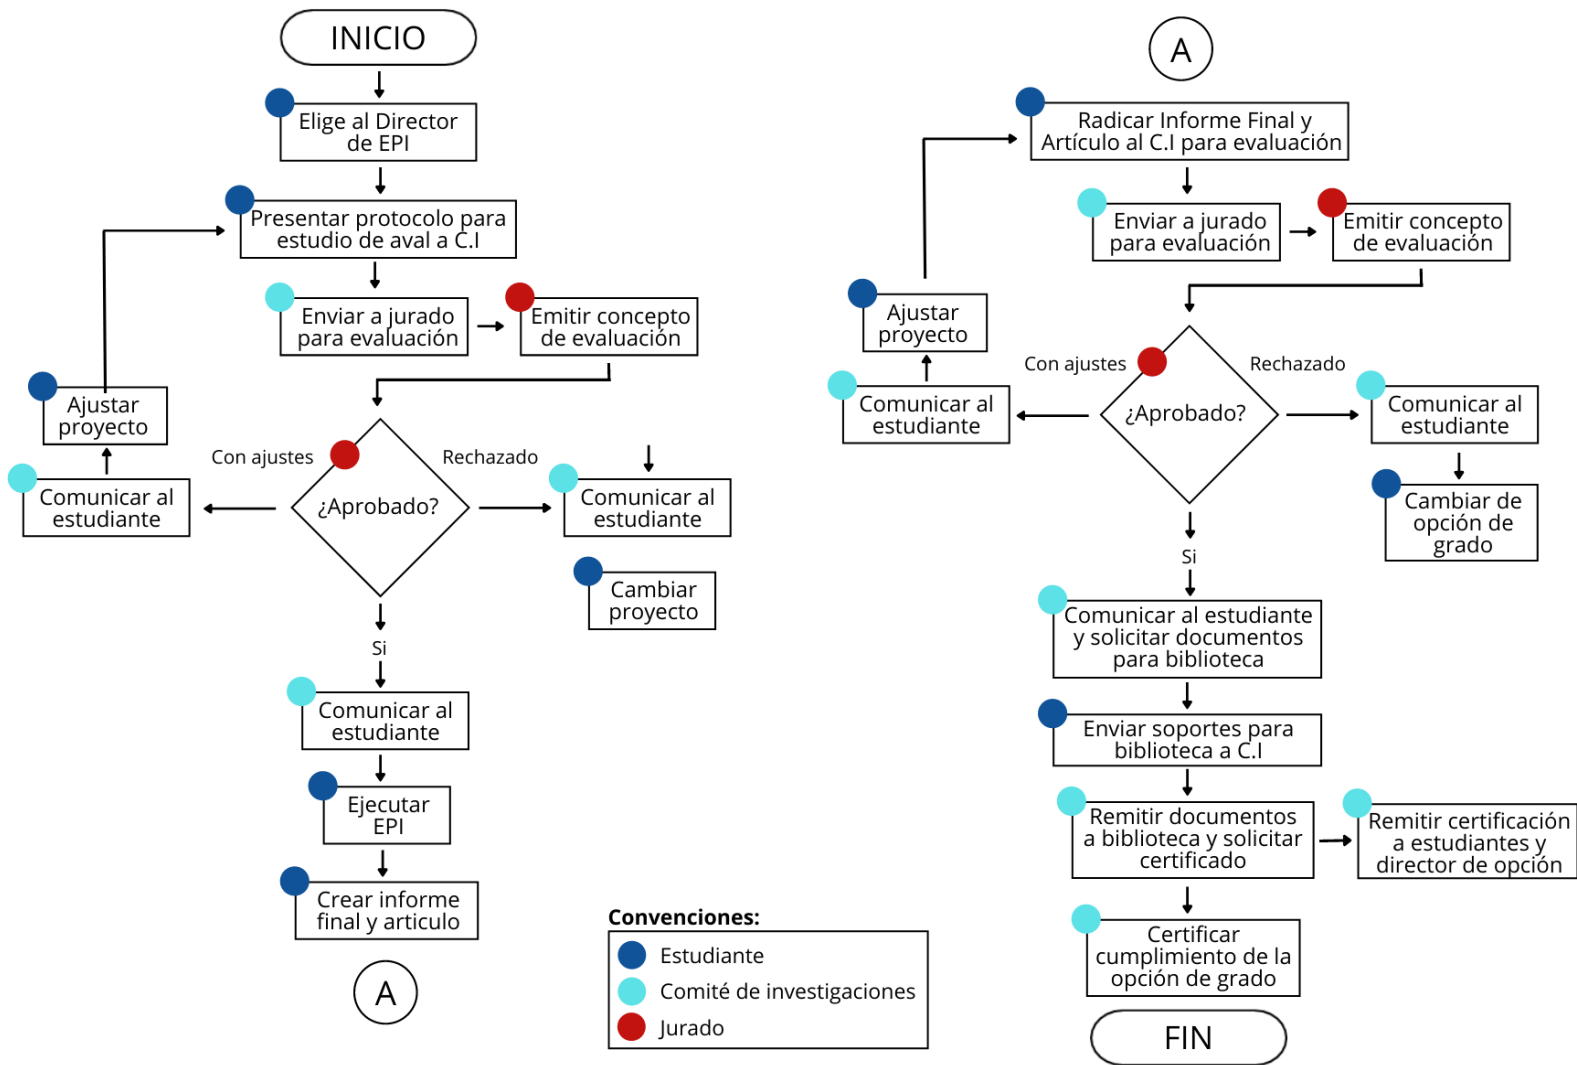 INICIO
Elige al Director
de EPI
Presentar protocolo para
estudio de aval a C.I
Enviar a jurado
para evaluación
Emitir concepto
de evaluación
Ajustar
proyecto
Comunicar al
estudiante
Con ajustes
¿Aprobado?
Rechazado
Comunicar al
estudiante
Cambiar
proyecto
Si
Comunicar al
estudiante
Ejecutar
EPI
Crear informe
final y articulo
A
Convenciones:
Estudiante
Comité de investigaciones
Jurado
A
Radicar Informe Final y
Artículo al C.I para evaluación
Enviar a jurado
para evaluación
Emitir concepto
de evaluación
Ajustar
proyecto
Comunicar al
estudiante
Con ajustes
¿Aprobado?
Rechazado
Comunicar al
estudiante
Cambiar de
opción de
grado
Si
Comunicar al estudiante
y solicitar documentos
para biblioteca
Enviar soportes para
biblioteca a C.I
Remitir documentos
a biblioteca y solicitar
certificado
Remitir certificación
a estudiantes y
director de opción
Certificar
cumplimiento de la
opción de grado
FIN